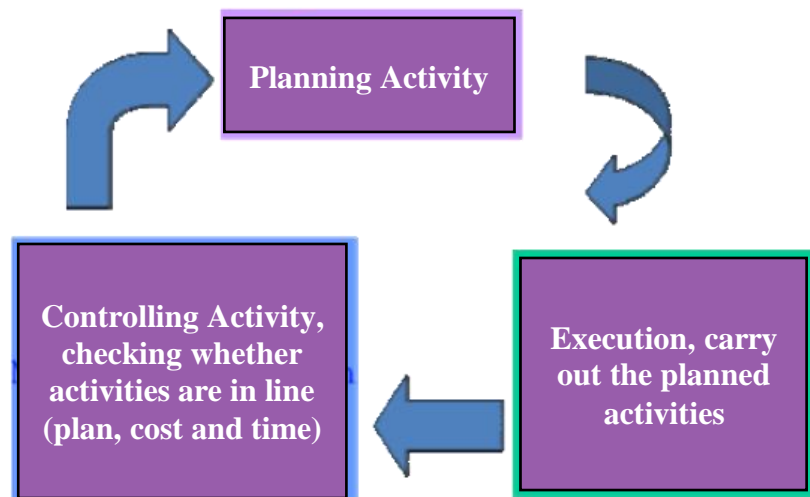 Planning Activity
Controlling Activity,
checking whether
activities are in line
(plan, cost and time)
Execution, carry
out the planned
activities